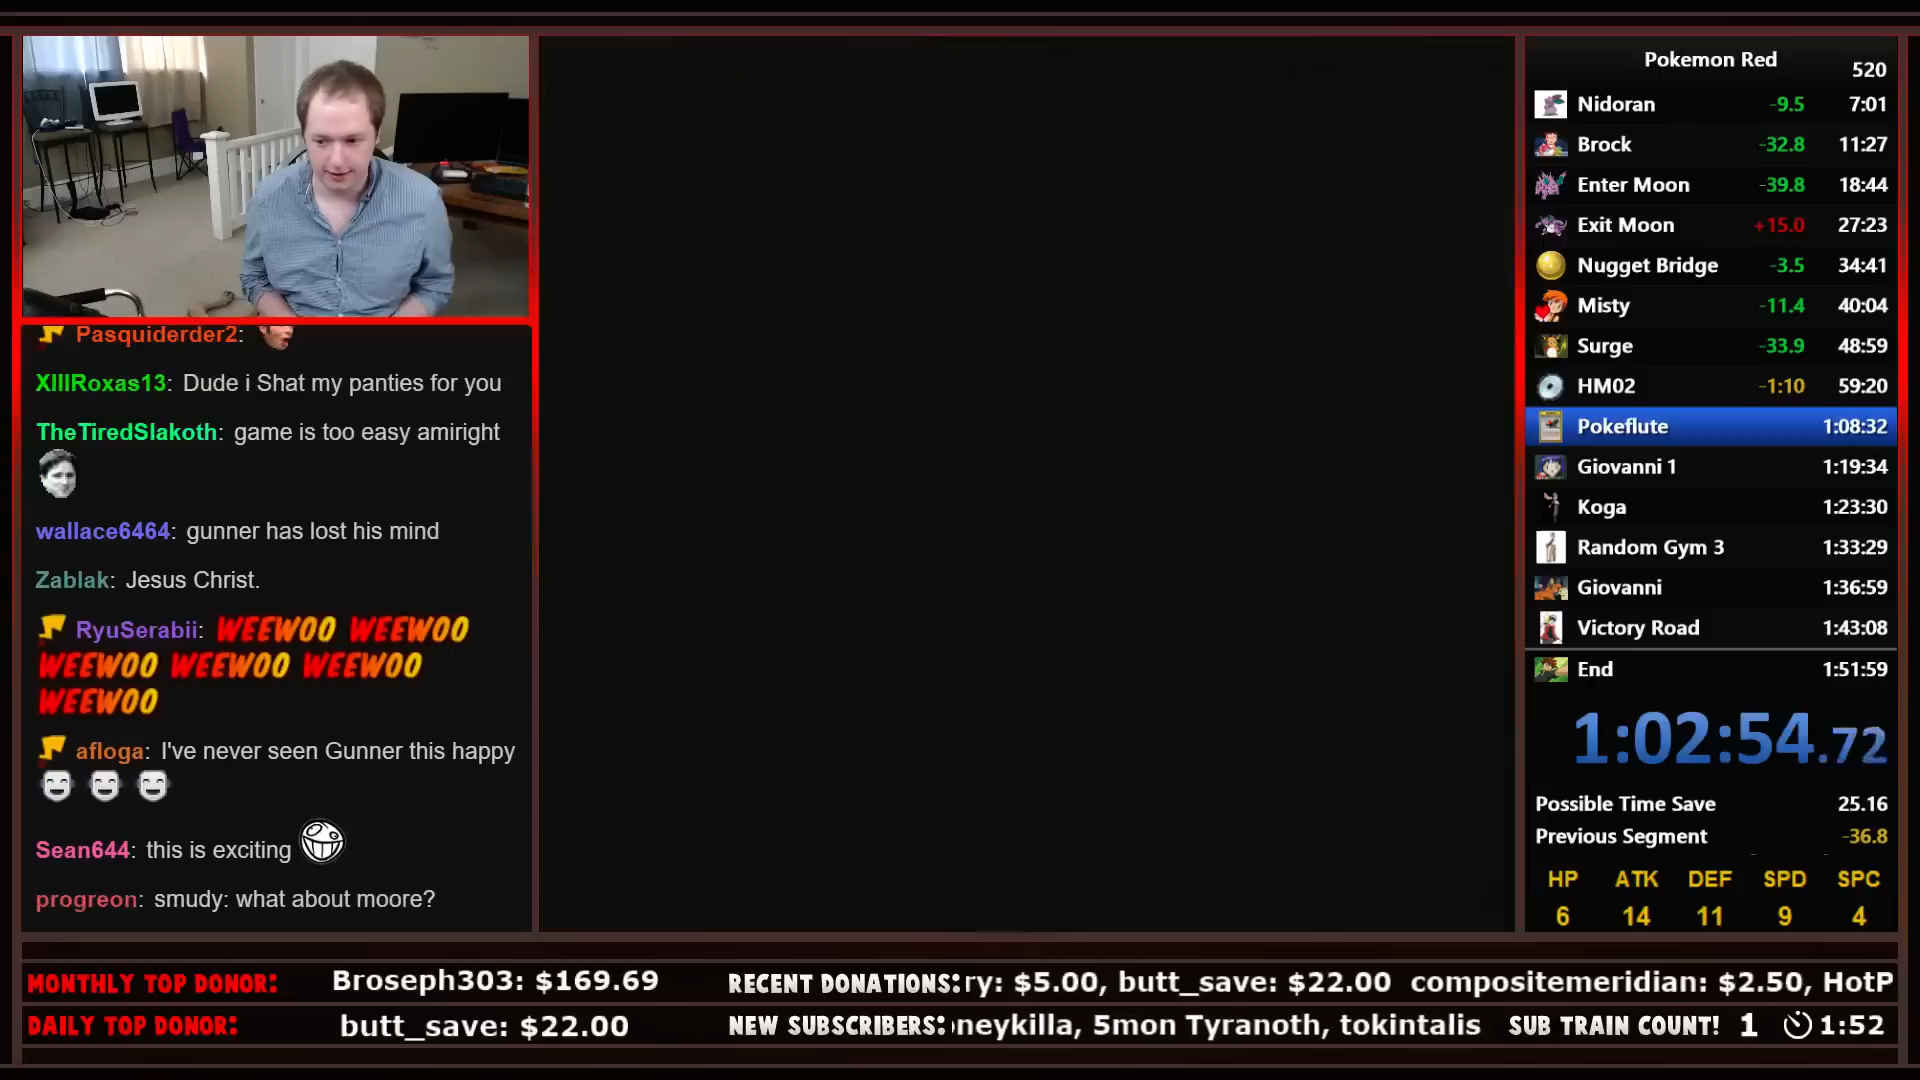 Pasquiderder2:
XIIIRoxas13: Dude i Shat my panties for you
TheTiredSlakoth: game is too easy amiright
wallace6464: gunner has lost his mind
Zablak: Jesus Christ.
RyuSerabii: WEEWOO WEEWOO
WEEWOO WEEWOO WEEWOO
WEEWOO
afloga: I've never seen Gunner this happy
Sean644: this is exciting
progreon: smudy: what about moore?
Pokemon Red 520
Nidoran -9.5 7:01
Brock -32.8 11:27
Enter Moon -39.8 18:44
Exit Moon +15.0 27:23
Nugget Bridge -3.5 34:41
Misty -11.4 40:04
Surge -33.9 48:59
HM02 -1:10 59:20
Pokeflute 1:08:32
Giovanni 1 1:19:34
Koga 1:23:30
Random Gym 3 1:33:29
Giovanni 1:36:59
Victory Road 1:43:08
End 1:51:59
1:02:54.72
Possible Time Save 25.16
Previous Segment -36.8
HP ATK DEF SPD SPC
6 14 11 9 4
MONTHLY TOP DONOR: Broseph303: $169.69 RECENT DONATIONS: ry: $5.00, butt_save: $22.00 compositemeridian: $2.50, HotP
DAILY TOP DONOR: butt_save: $22.00 NEW SUBSCRIBERS: neykilla, 5mon Tyranoth, tokintalis SUB TRAIN COUNT! 1 1:52